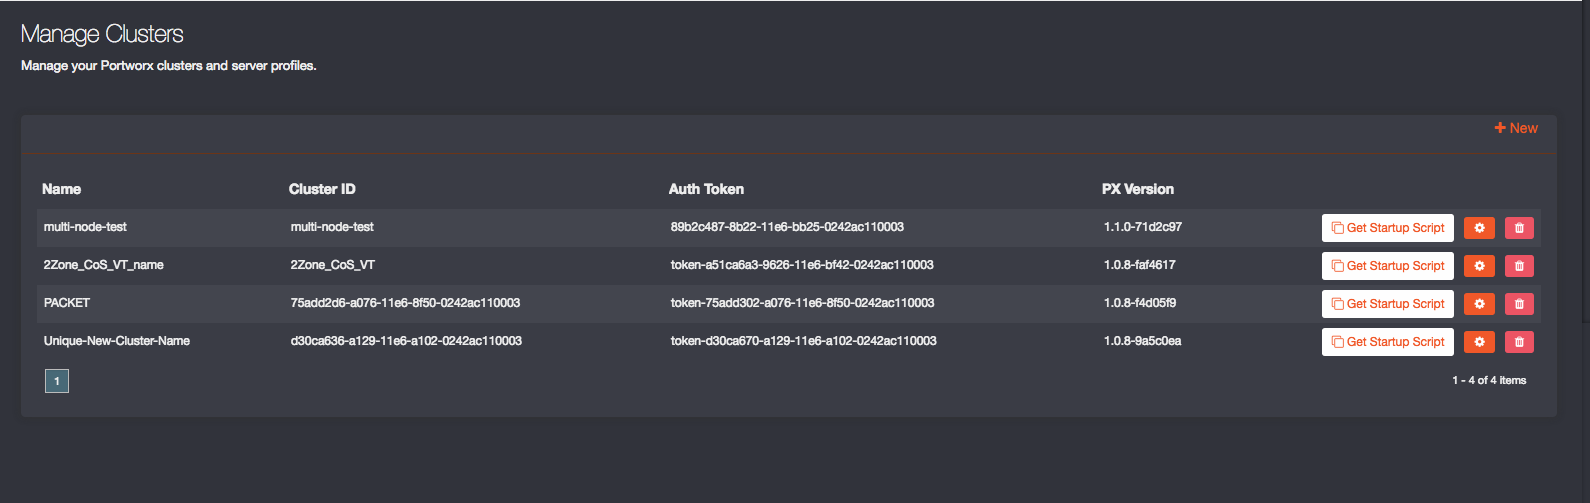 Manage Clusters
Manage your Portworx clusters and server profiles.
New
Name Cluster ID Auth Token PX Version
multi-node-test multi-node-test 89b2c487-8b22-11e6-bb25-0242ac110003 1.1.0-71d2c97 Get Startup Script
2Zone_CoS_VT_name 2Zone_CoS_VT token-a51ca6a3-9626-11e6-bf42-0242ac110003 1.0.8-faf4617 Get Startup Script
PACKET 75add2d6-a076-11e6-8f50-0242ac110003 token-75add302-a076-11e6-8f50-0242ac110003 1.0.8-f4d05f9 Get Startup Script
Unique-New-Cluster-Name d30ca636-a129-11e6-a102-0242ac110003 token-d30ca670-a129-11e6-a102-0242ac110003 1.0.8-9a5c0ea Get Startup Script
1 1 - 4 of 4 items